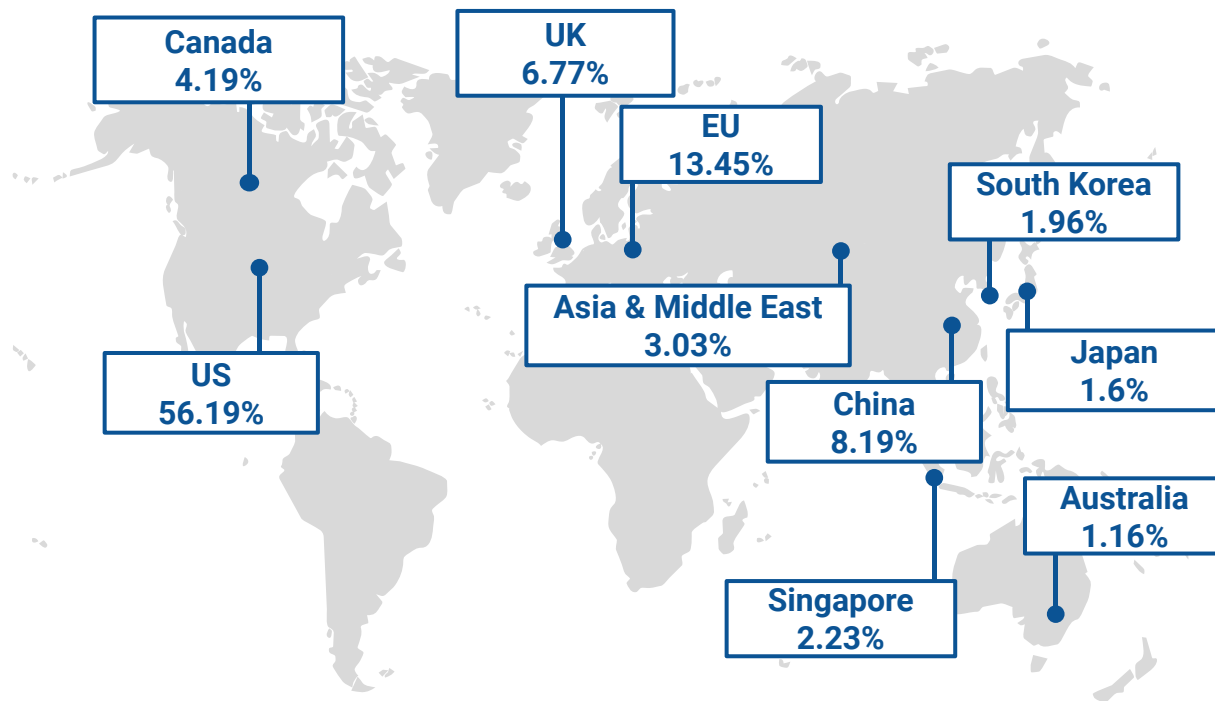 Canada
4.19%
UK
6.77%
EU
13.45%
South Korea
1.96%
Asia & Middle East
3.03%
Japan
1.6%
US
56.19%
China
8.19%
Australia
1.16%
Singapore
2.23%